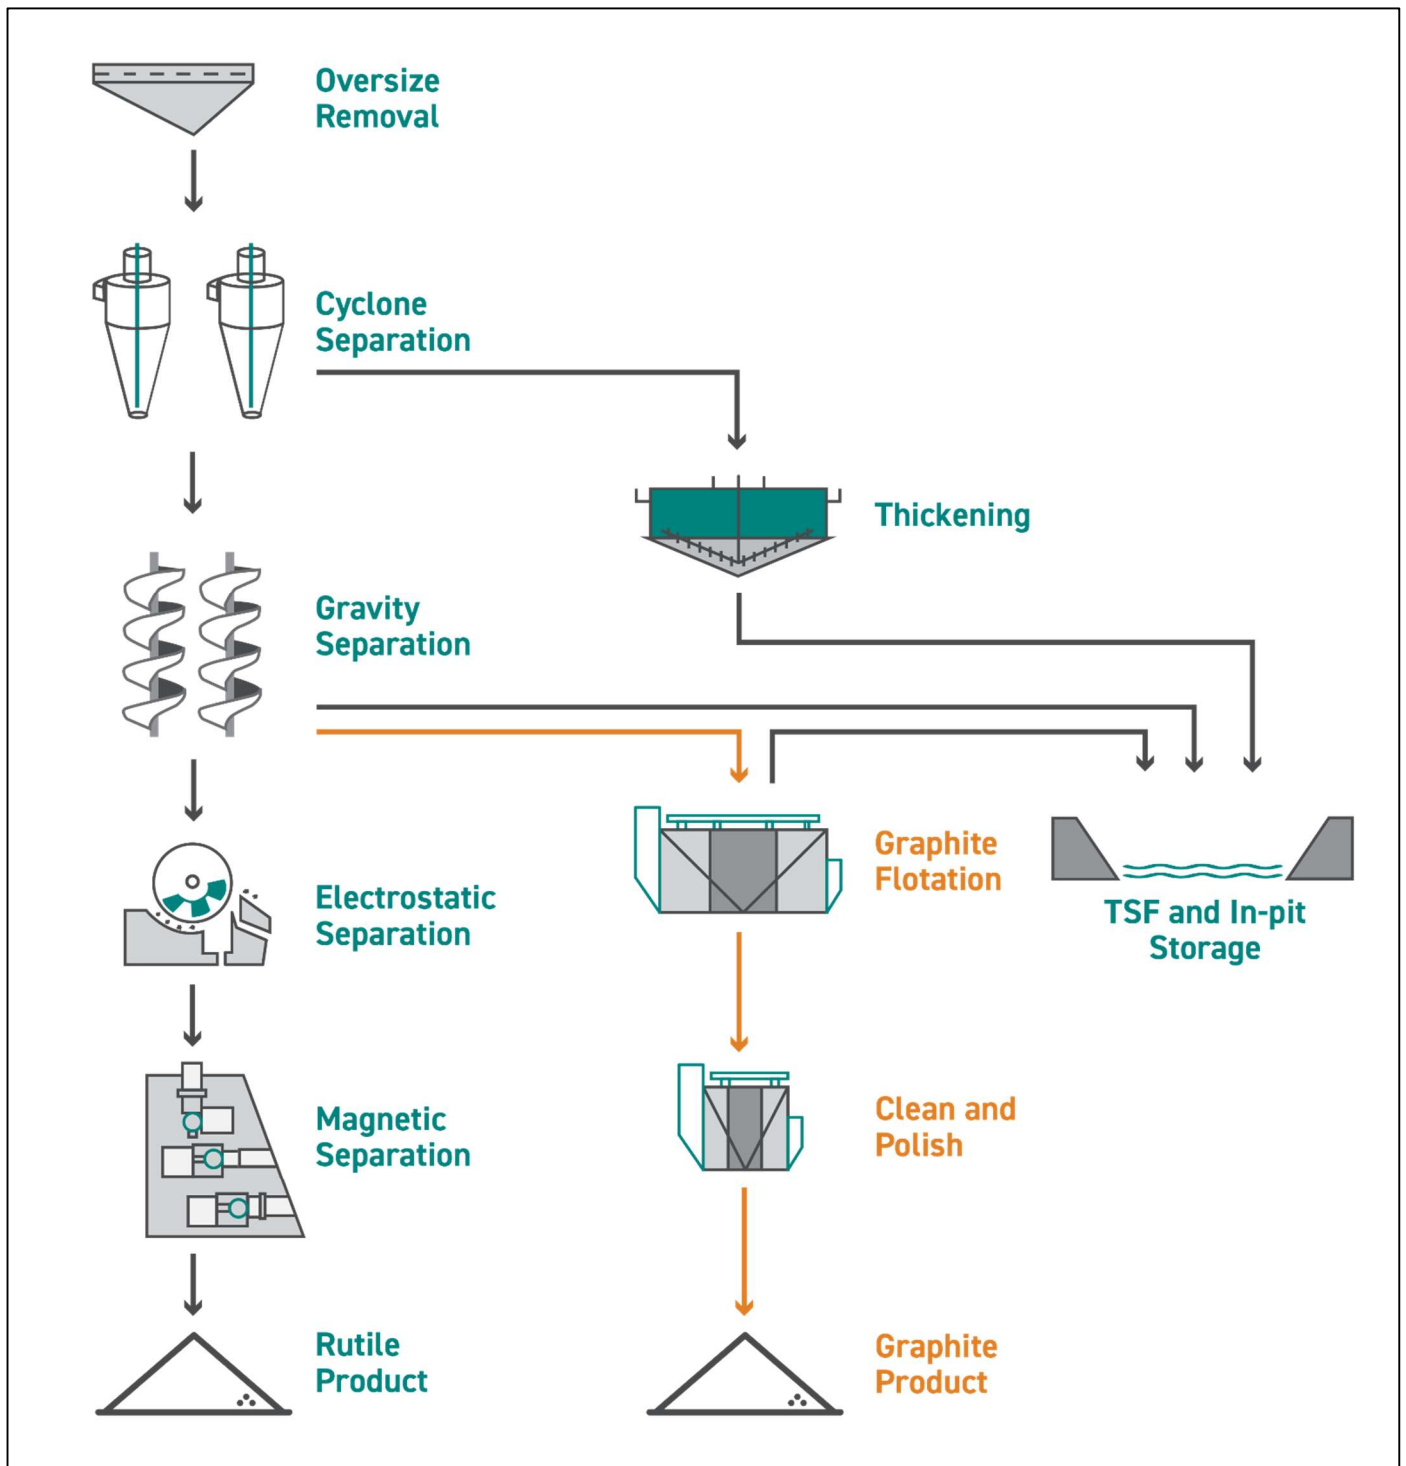 Oversize
Removal
Cyclone
Separation
Thickening
Gravity
Separation
Graphite
Flotation
TSF and In-pit
Storage
Electrostatic
Separation
Magnetic
Separation
Clean and
Polish
Rutile
Product
Graphite
Product